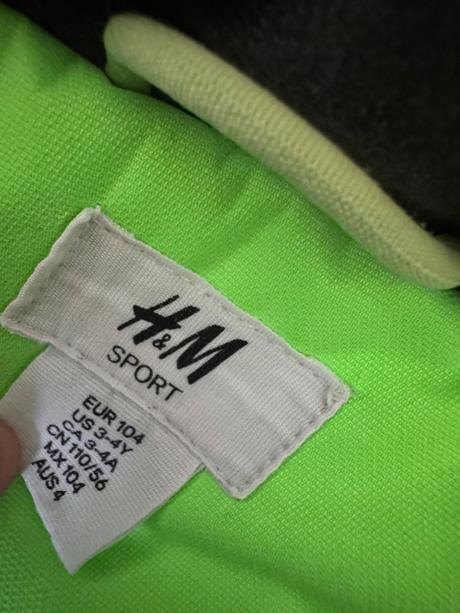 H&M
SPORT
EUR 104
US 3-4Y
CA 3-4A
CN 110/56
MX 104
AUS 4